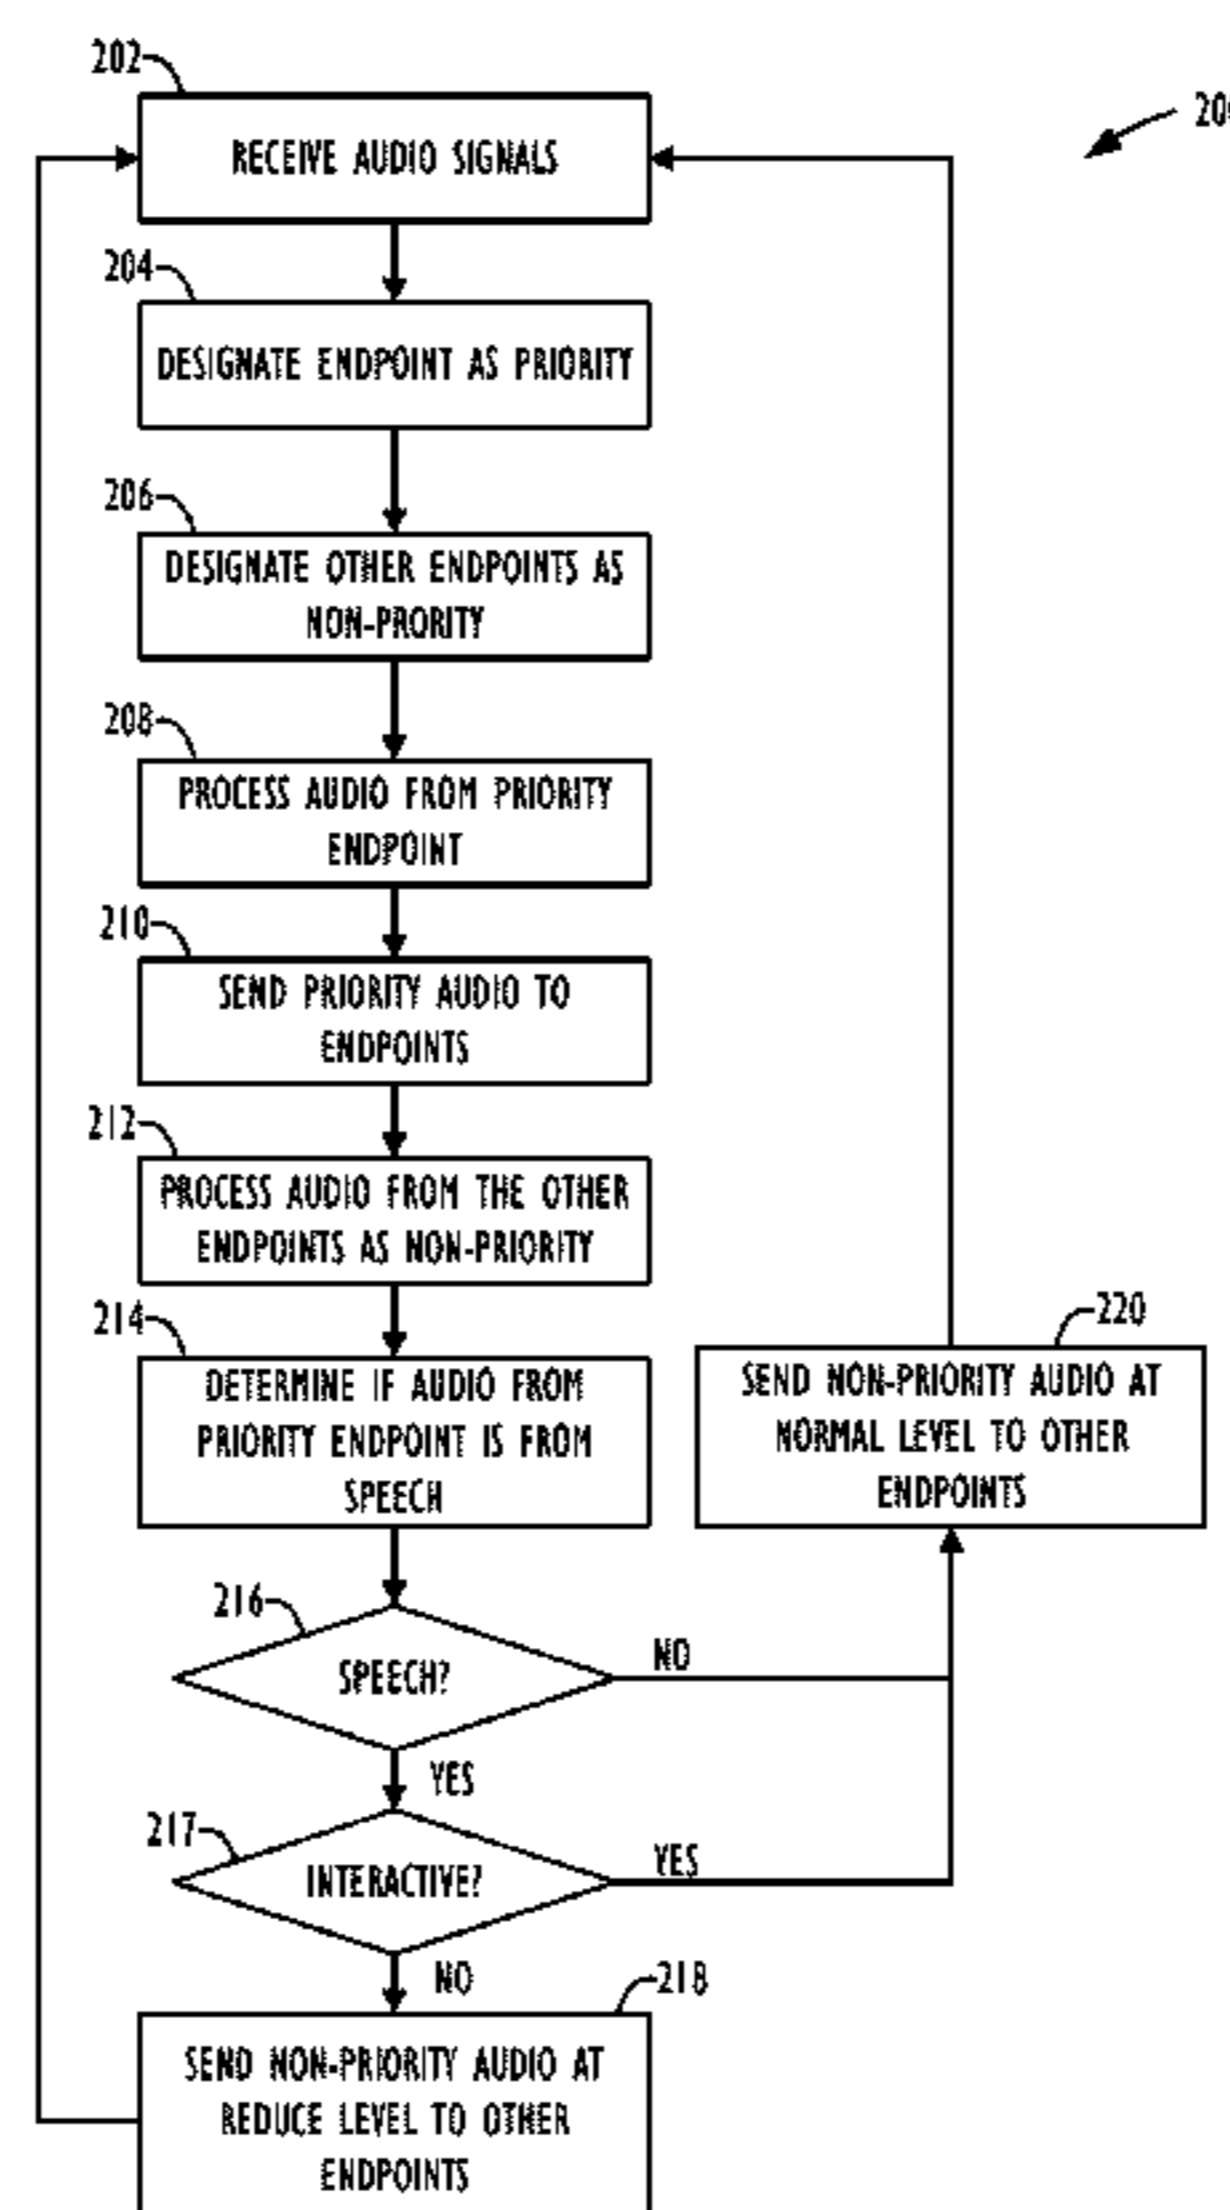 202
RECEIVE AUDIO SIGNALS
204
DESIGNATE ENDPOINT AS PRIORITY
206
DESIGNATE OTHER ENDPOINTS AS
NON-PRORITY
208
PROCESS AUDIO FROM PRIORITY
ENDPOINT
210
SEND PRIORITY AUDIO TO
ENDPOINTS
212
PROCESS AUDIO FROM THE OTHER
ENDPOINTS AS NON-PRIORITY
214
DETERMINE IF AUDIO FROM
PRIORITY ENDPOINT IS FROM
SPEECH
220
SEND NON-PRIORITY AUDIO AT
NORMAL LEVEL TO OTHER
ENDPOINTS
216
SPEECH?
NO
YES
217
INTERACTIVE?
YES
NO
218
SEND NON-PRIORITY AUDIO AT
REDUCE LEVEL TO OTHER
ENDPOINTS